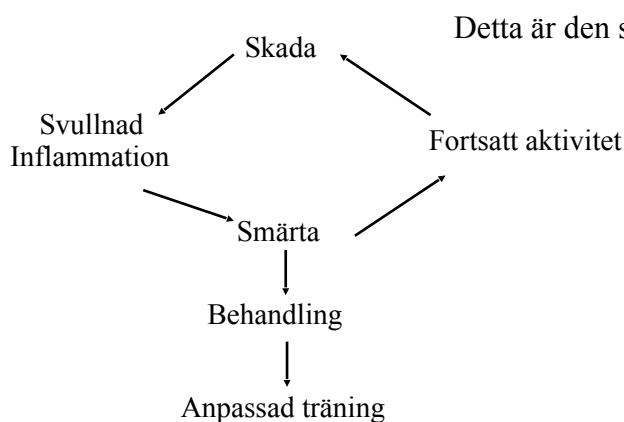 Detta är den s
Skada
Svullnad
Inflammation
Fortsatt aktivitet
Smärta
Behandling
Anpassad träning